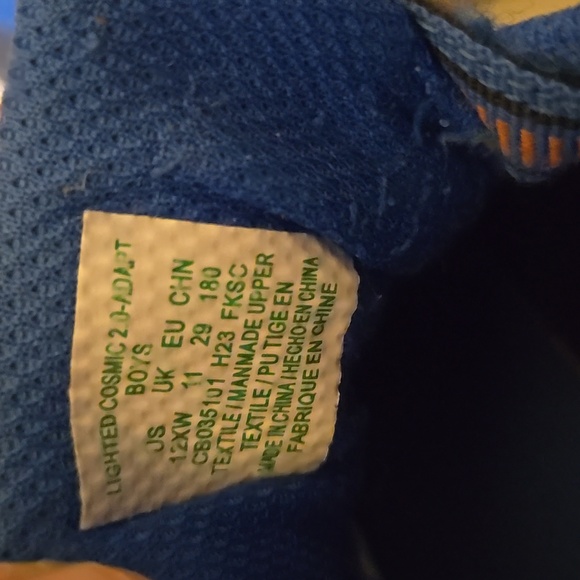 LIGHTED COSMIC 2.0-ADAPT
BOYS
US UK EU CHN
12XW 11 29 180
CB035101 H23 FKSC
TEXTILE / MANMADE UPPER
TEXTILE / PU TIGE EN
MADE IN CHINA / HECHO EN CHINA
FABRIQUE EN CHINE